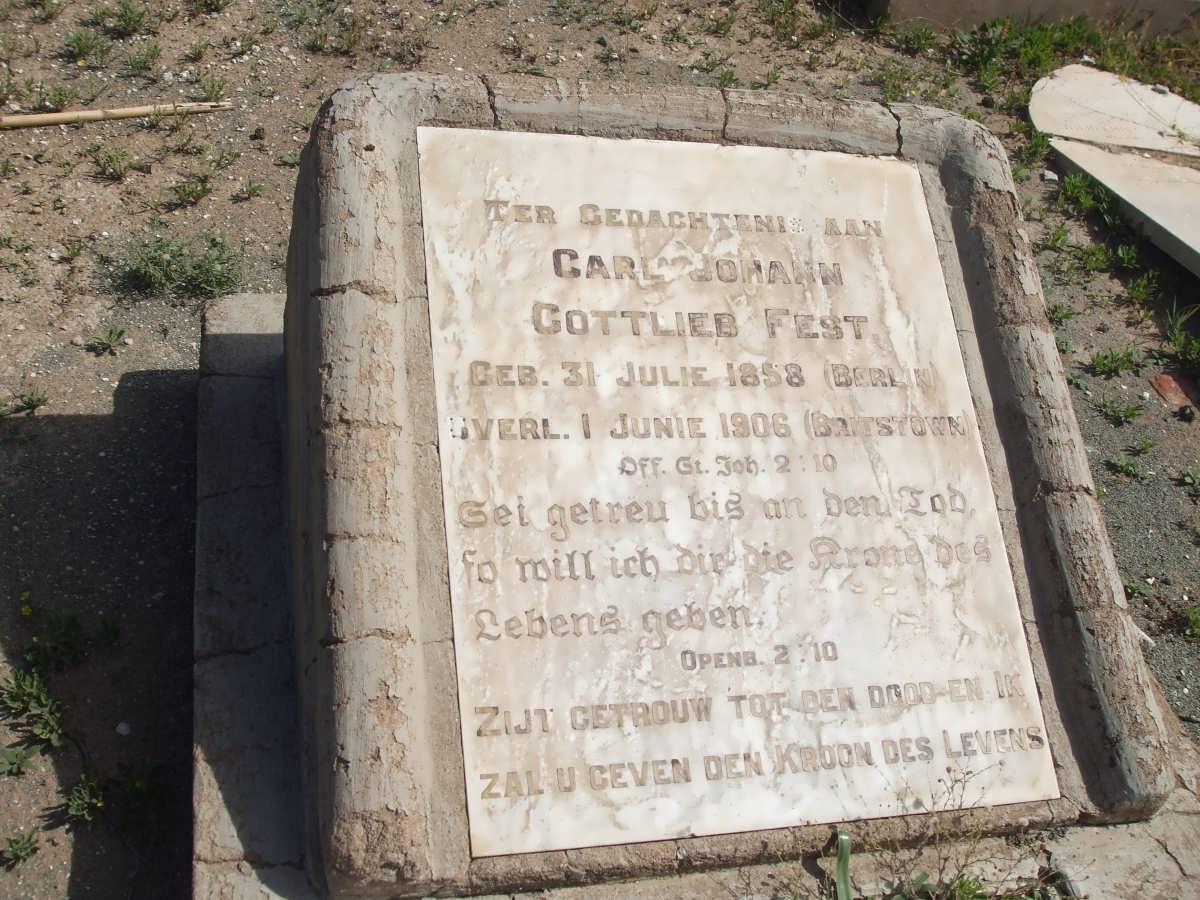 TER GEDACHTENIS AAN
CARL JOHANN
GOTTLIEB FEST.
GEB. 31 JULIE 1858 (BERLIN)
OVERL. 1 JUNIE 1906 (BRITSTOWN)
Off. St. Joh. 2:10
Sei getreu bis an den Tod,
so will ich dir die Krone des
Lebens geben.
OPENB. 2:10
ZIJT GETROUW TOT DEN DOOD-EN IK
ZAL U GEVEN DEN KROON DES LEVENS